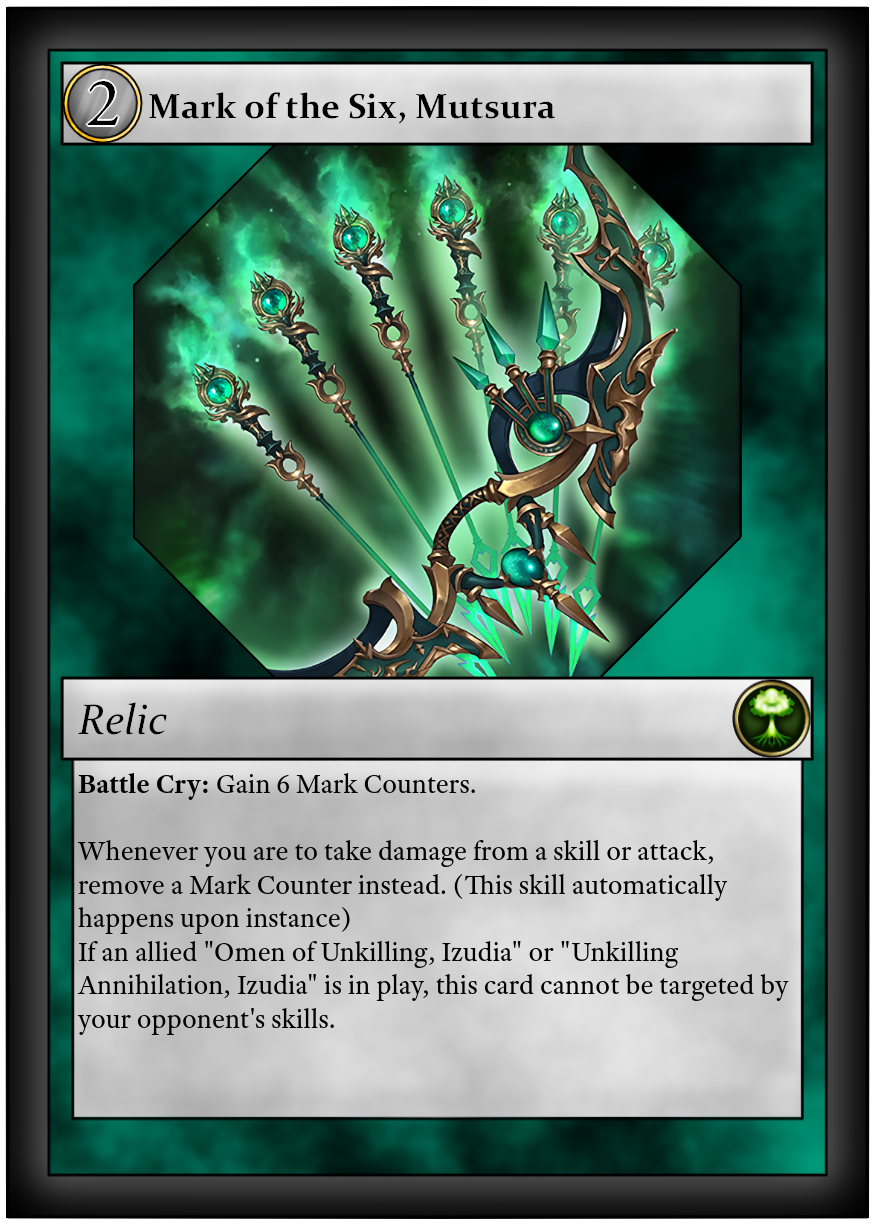 2 Mark of the Six, Mutsura
Relic
Battle Cry: Gain 6 Mark Counters.
Whenever you are to take damage from a skill or attack,
remove a Mark Counter instead. (This skill automatically
happens upon instance)
If an allied "Omen of Unkilling, Izudia" or "Unkilling
Annihilation, Izudia" is in play, this card cannot be targeted by
your opponent's skills.